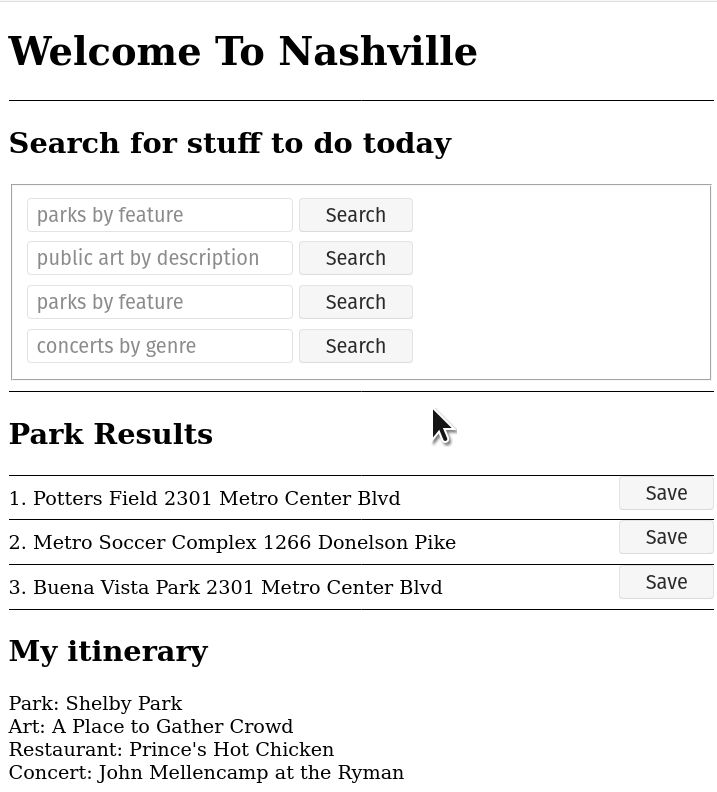 Welcome To Nashville
Search for stuff to do today
parks by feature Search
public art by description Search
parks by feature Search
concerts by genre Search
Park Results
1. Potters Field 2301 Metro Center Blvd Save
2. Metro Soccer Complex 1266 Donelson Pike Save
3. Buena Vista Park 2301 Metro Center Blvd Save
My itinerary
Park: Shelby Park
Art: A Place to Gather Crowd
Restaurant: Prince's Hot Chicken
Concert: John Mellencamp at the Ryman